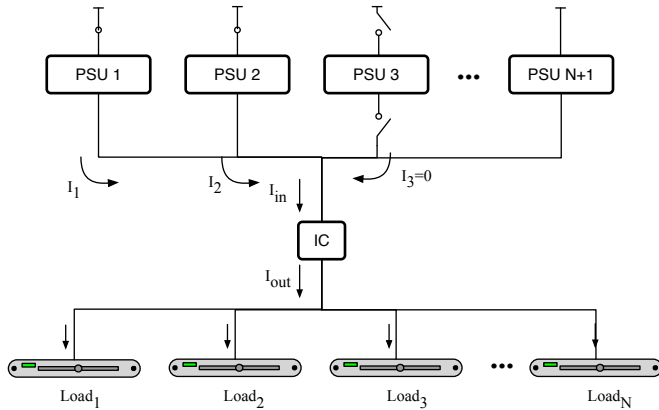 PSU 1 PSU 2 PSU 3 ••• PSU N+1
I1 I2 Iin I3=0
IC
Iout
•••
Load1 Load2 Load3 LoadN